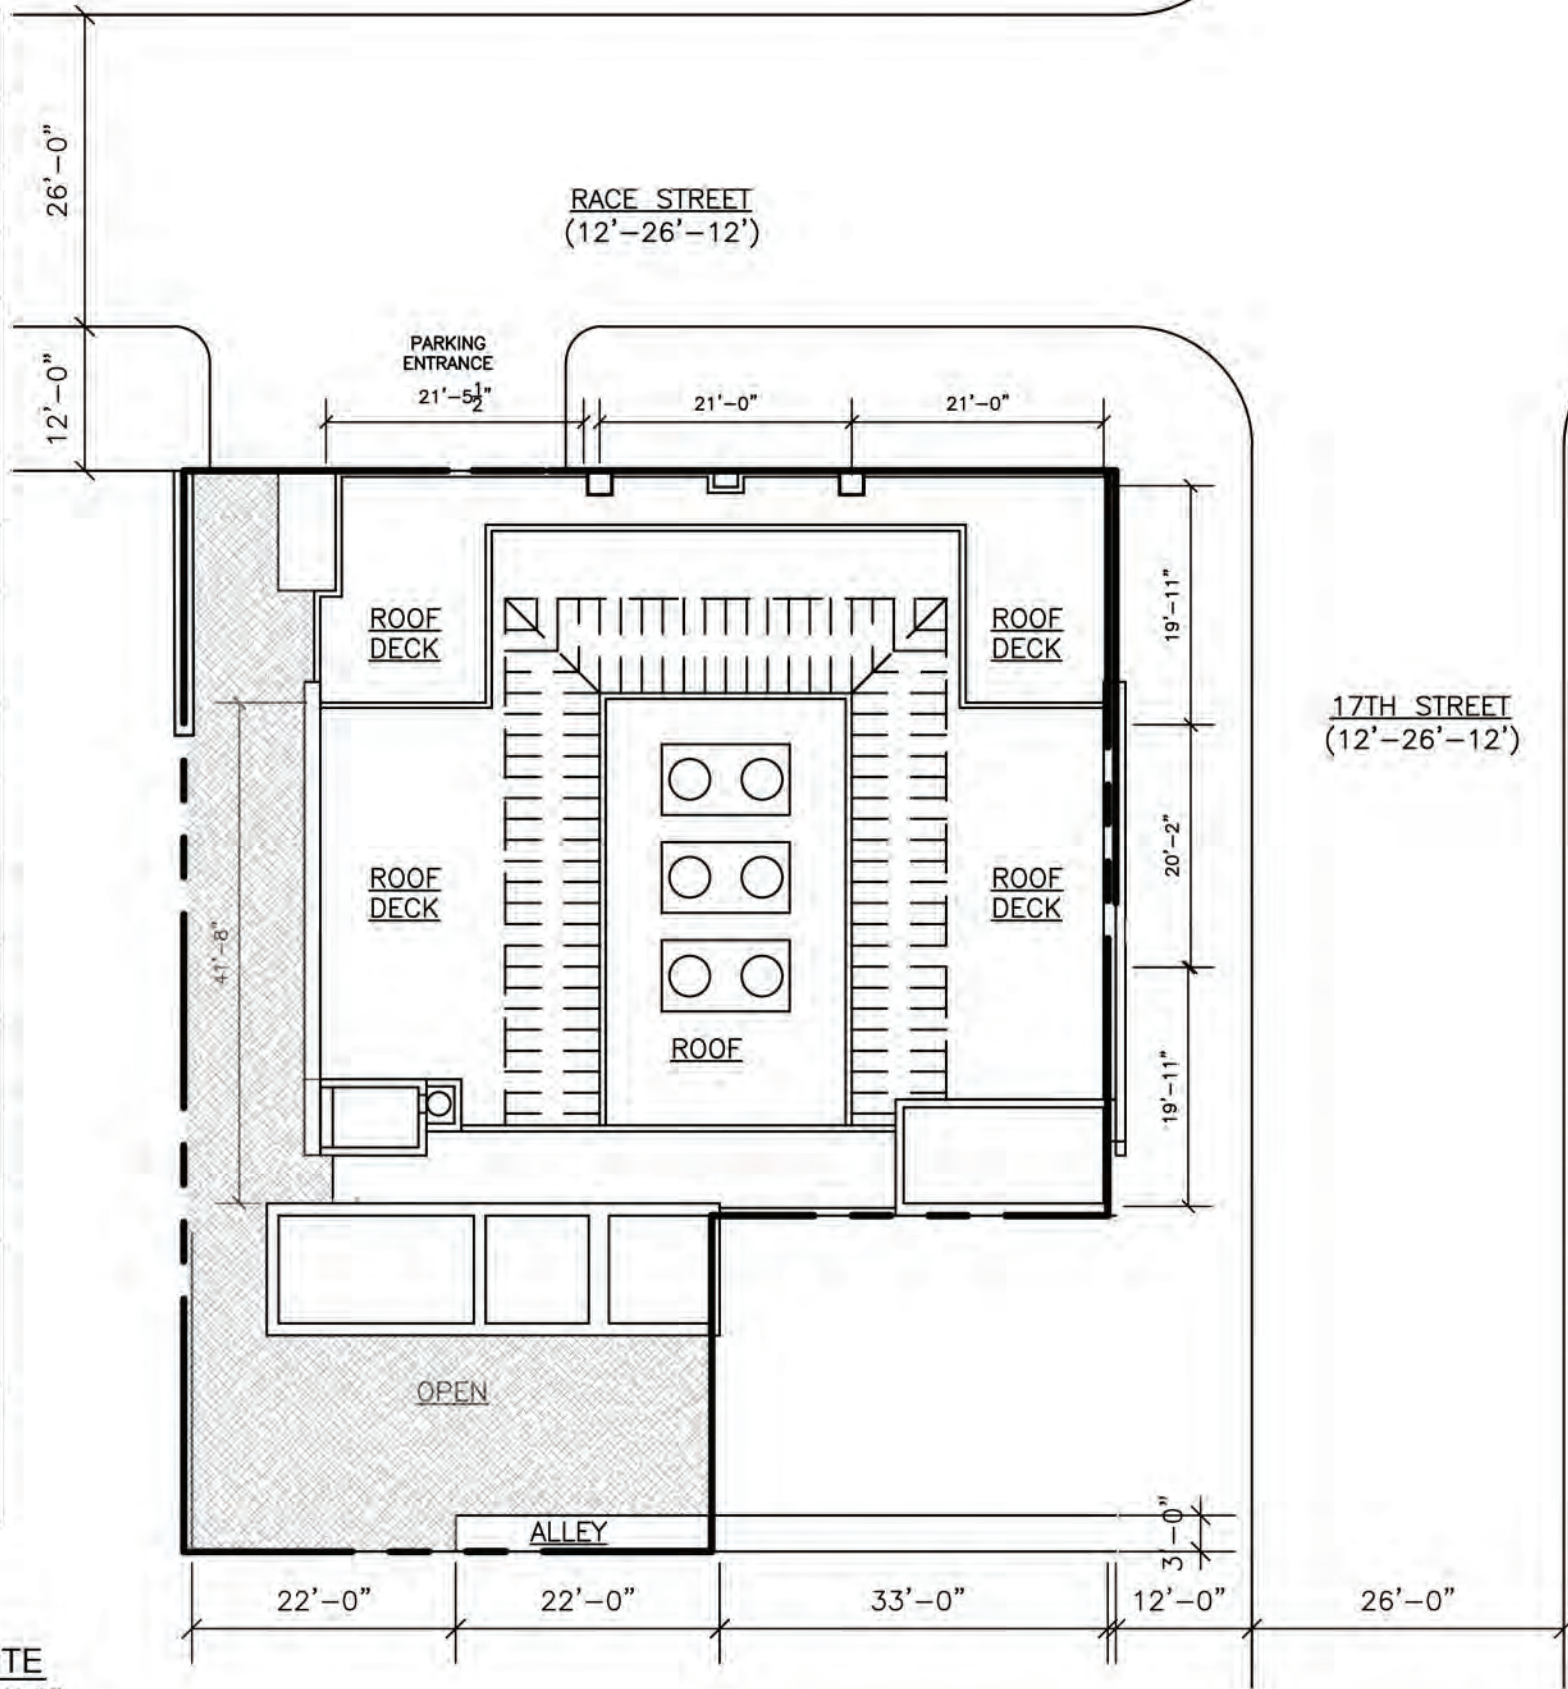 26'-0"
RACE STREET
(12'-26'-12')
12'-0"
PARKING
ENTRANCE
21'-5½"
21'-0"
21'-0"
19'-11"
ROOF
DECK
ROOF
DECK
17TH STREET
(12'-26'-12')
20'-2"
ROOF
DECK
ROOF
DECK
41'-8"
ROOF
19'-11"
OPEN
ALLEY
3'-0"
22'-0"
22'-0"
33'-0"
12'-0"
26'-0"
TE